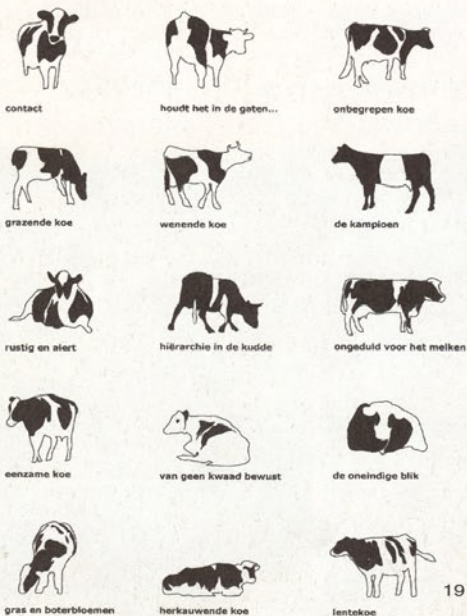 contact
houdt het in de gaten...
onbegrepen koe
grazende koe
wenende koe
de kampioen
rustig en alert
hiërarchie in de kudde
ongeduld voor het melken
eenzame koe
van geen kwaad bewust
de oneindige blik
gras en boterbloemen
herkauwende koe
lentekoe
19